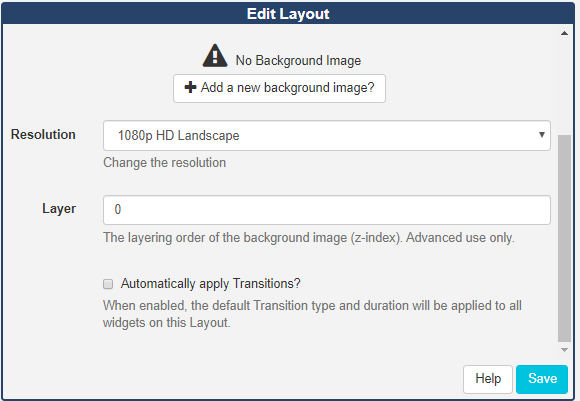 Edit Layout
No Background Image
Add a new background image?
Resolution
1080p HD Landscape
Change the resolution
Layer
0
The layering order of the background image (z-index). Advanced use only.
Automatically apply Transitions?
When enabled, the default Transition type and duration will be applied to all
widgets on this Layout.
Help
Save